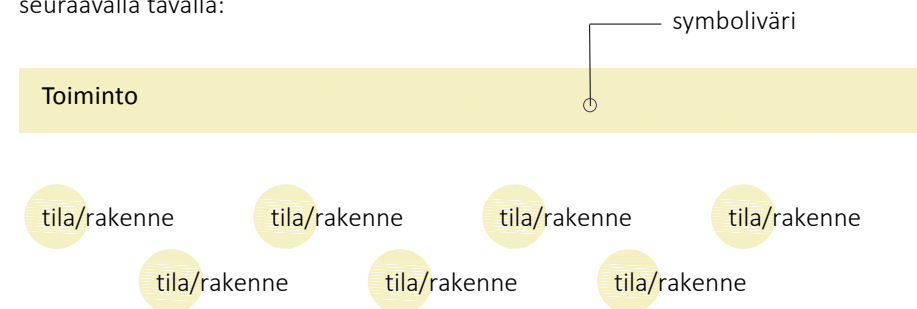 seuraavalla tavalla:
symboliväri
Toiminto
tila/rakenne tila/rakenne tila/rakenne tila/rakenne
tila/rakenne tila/rakenne tila/rakenne